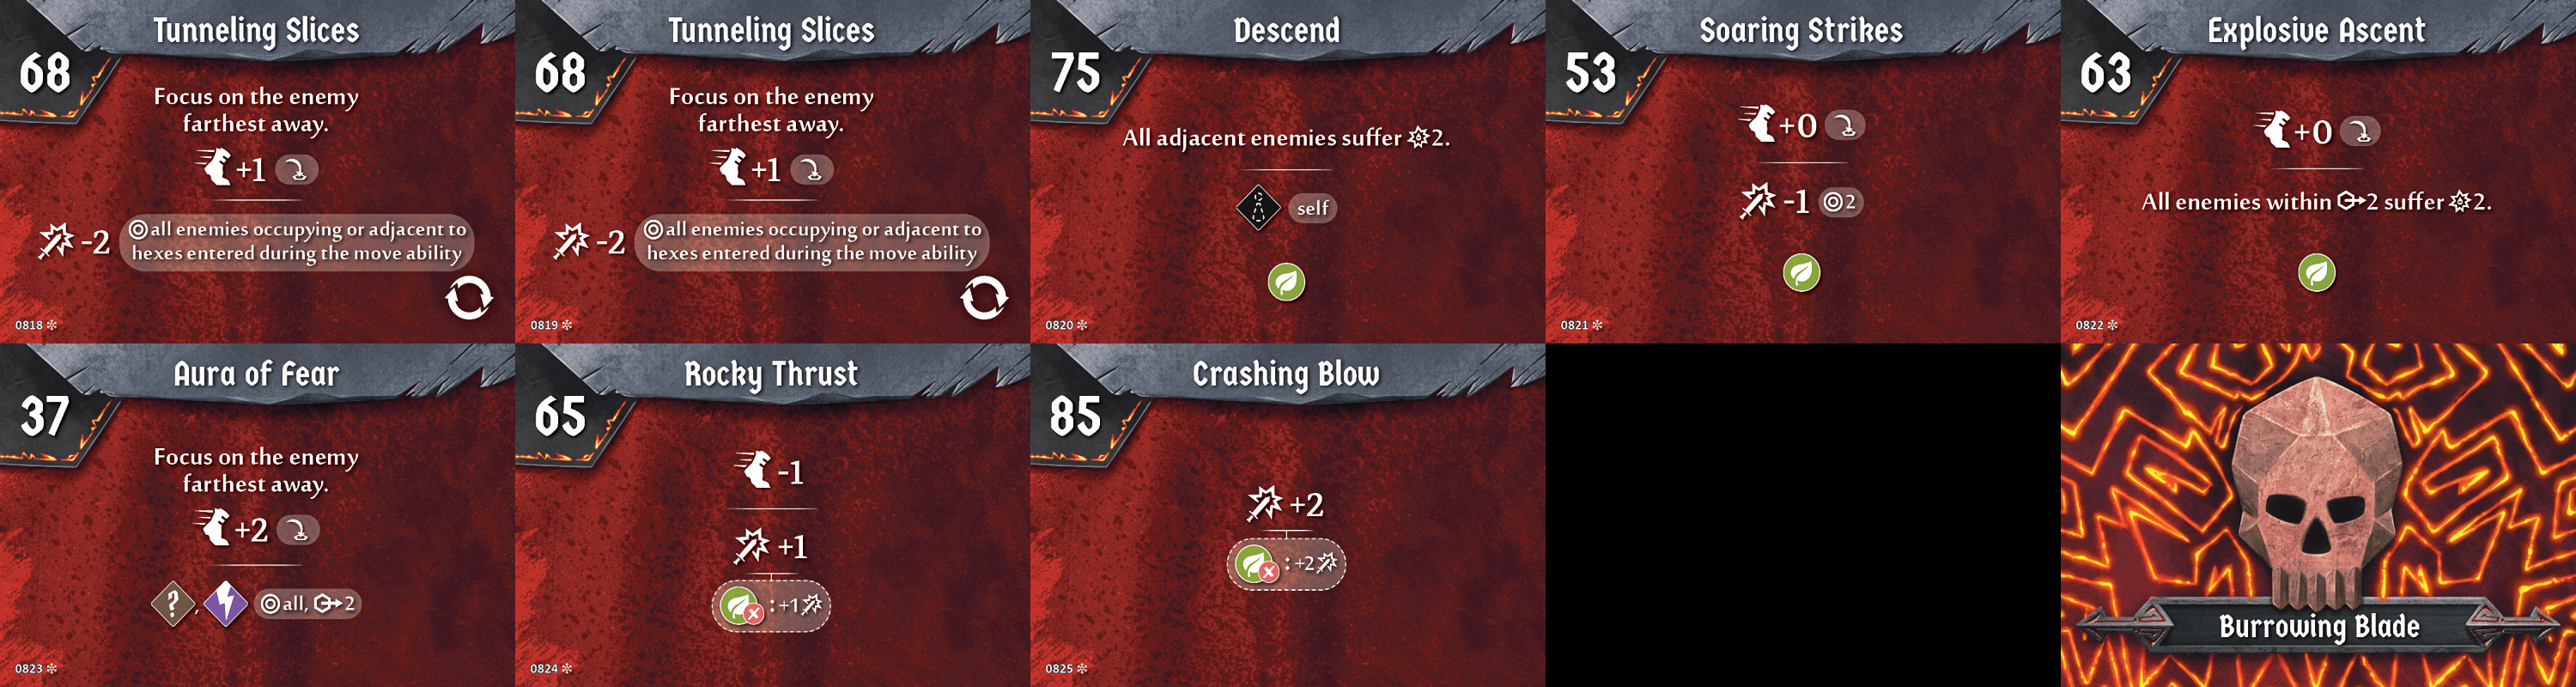 Tunneling Slices
68
Focus on the enemy
farthest away.
+1
-2 all enemies occupying or adjacent to
hexes entered during the move ability
0818
Tunneling Slices
68
Focus on the enemy
farthest away.
+1
-2 all enemies occupying or adjacent to
hexes entered during the move ability
0819
Descend
75
All adjacent enemies suffer 2.
self
0820
Soaring Strikes
53
+0
-1 2
0821
Explosive Ascent
63
+0
All enemies within 2 suffer 2.
0822
Aura of Fear
37
Focus on the enemy
farthest away.
+2
?, all, 2
0823
Rocky Thrust
65
-1
+1
: +1
0824
Crashing Blow
85
+2
: +2
0825
Burrowing Blade